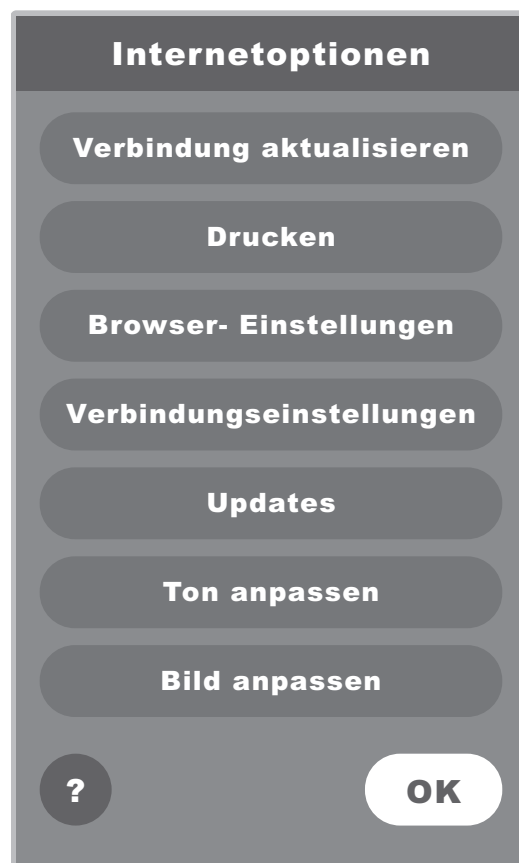 Internetoptionen
Verbindung aktualisieren
Drucken
Browser- Einstellungen
Verbindungseinstellungen
Updates
Ton anpassen
Bild anpassen
? OK